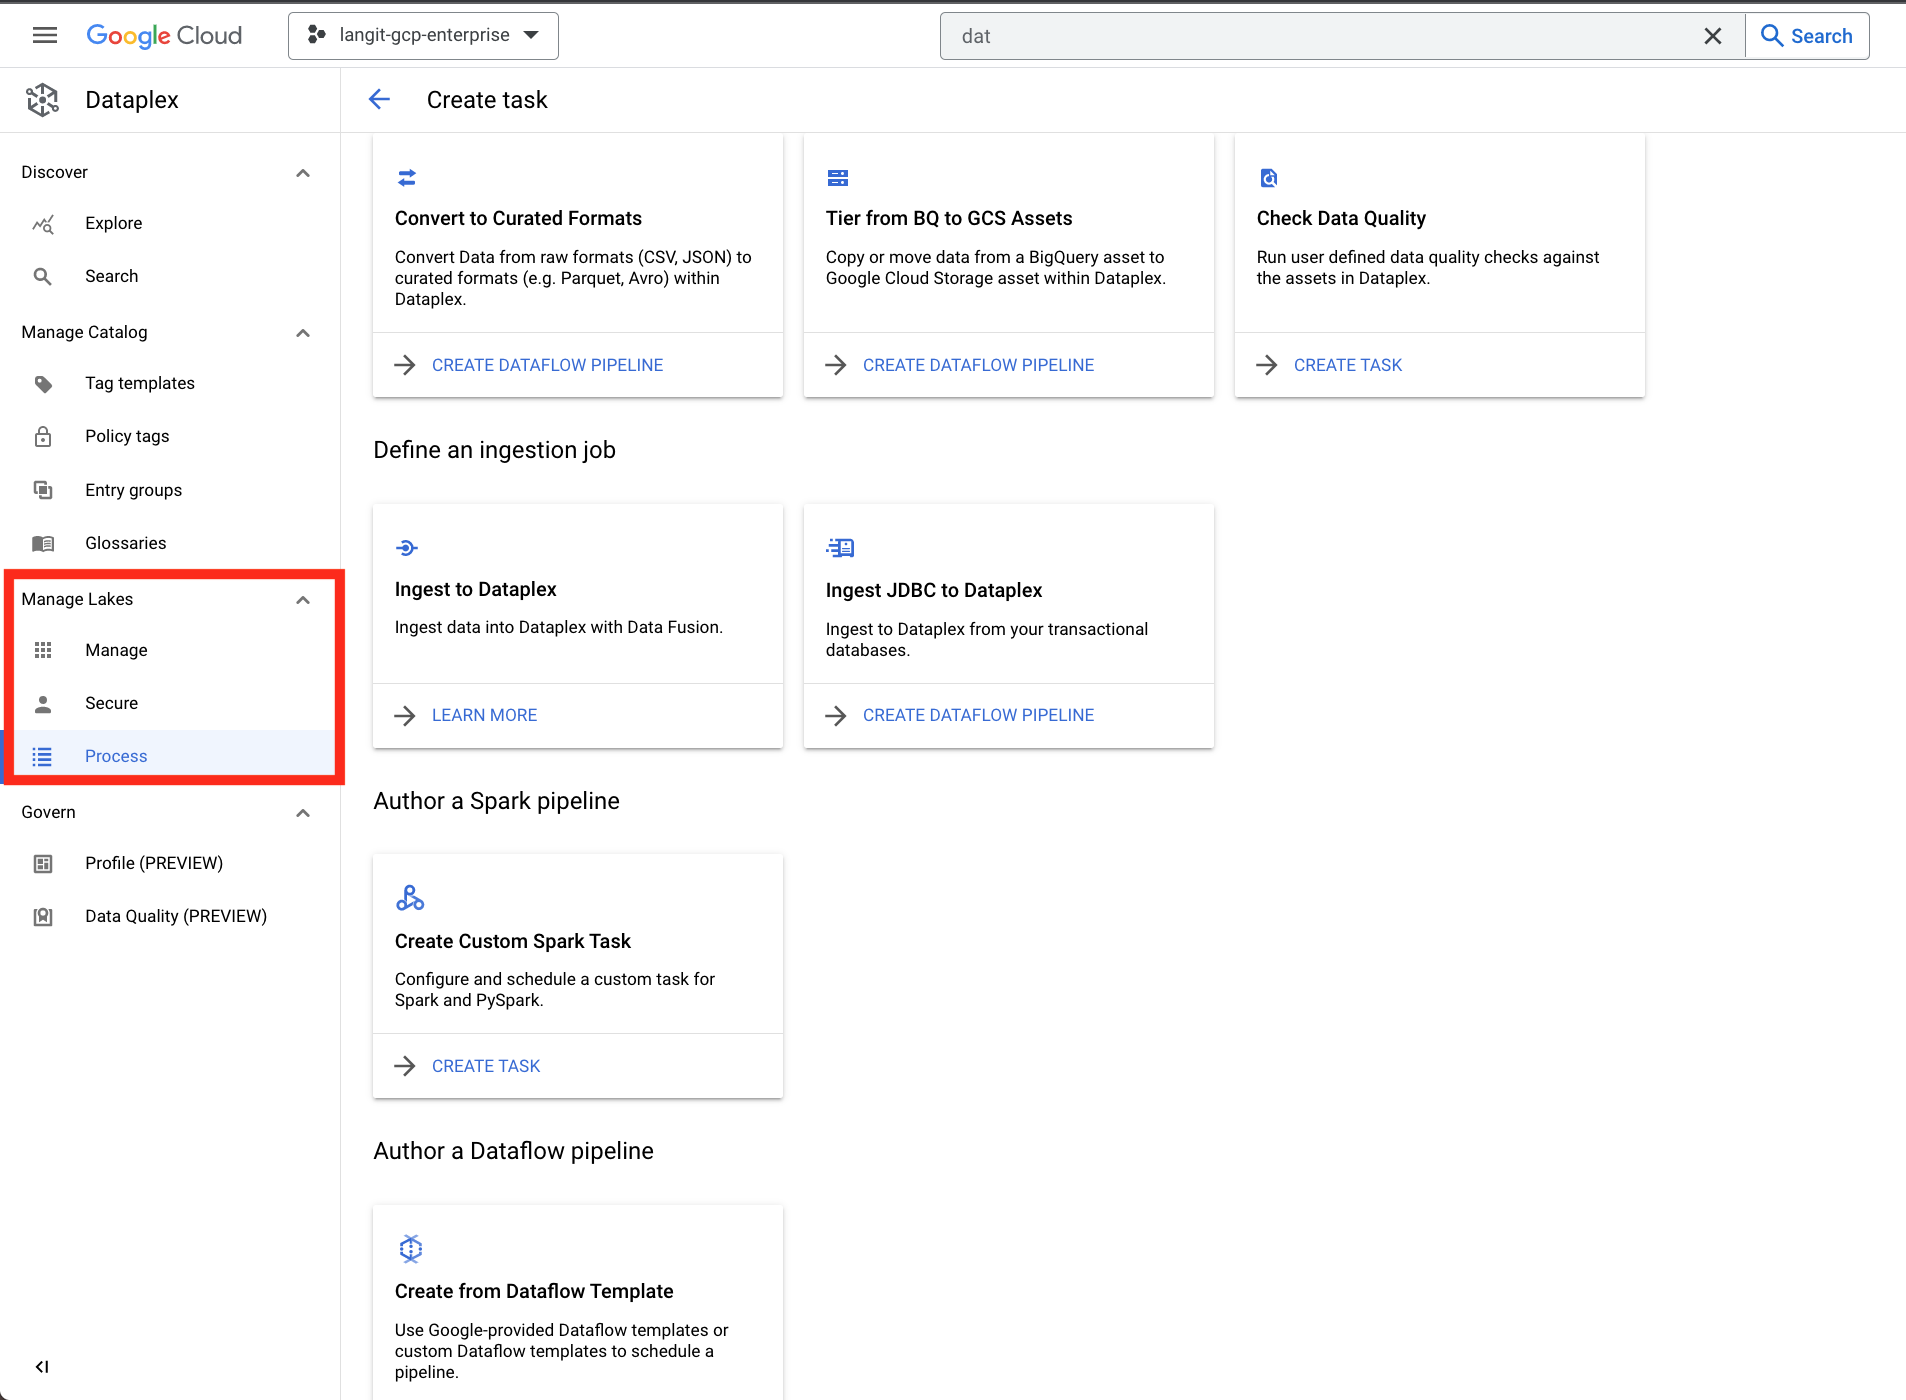 Google Cloud
langit-gcp-enterprise
dat
Search
Dataplex
Create task
Discover
Explore
Search
Manage Catalog
Tag templates
Policy tags
Entry groups
Glossaries
Manage Lakes
Manage
Secure
Process
Govern
Profile (PREVIEW)
Data Quality (PREVIEW)
Convert to Curated Formats
Convert Data from raw formats (CSV, JSON) to
curated formats (e.g. Parquet, Avro) within
Dataplex.
CREATE DATAFLOW PIPELINE
Tier from BQ to GCS Assets
Copy or move data from a BigQuery asset to
Google Cloud Storage asset within Dataplex.
CREATE DATAFLOW PIPELINE
Check Data Quality
Run user defined data quality checks against
the assets in Dataplex.
CREATE TASK
Define an ingestion job
Ingest to Dataplex
Ingest data into Dataplex with Data Fusion.
LEARN MORE
Ingest JDBC to Dataplex
Ingest to Dataplex from your transactional
databases.
CREATE DATAFLOW PIPELINE
Author a Spark pipeline
Create Custom Spark Task
Configure and schedule a custom task for
Spark and PySpark.
CREATE TASK
Author a Dataflow pipeline
Create from Dataflow Template
Use Google-provided Dataflow templates or
custom Dataflow templates to schedule a
pipeline.